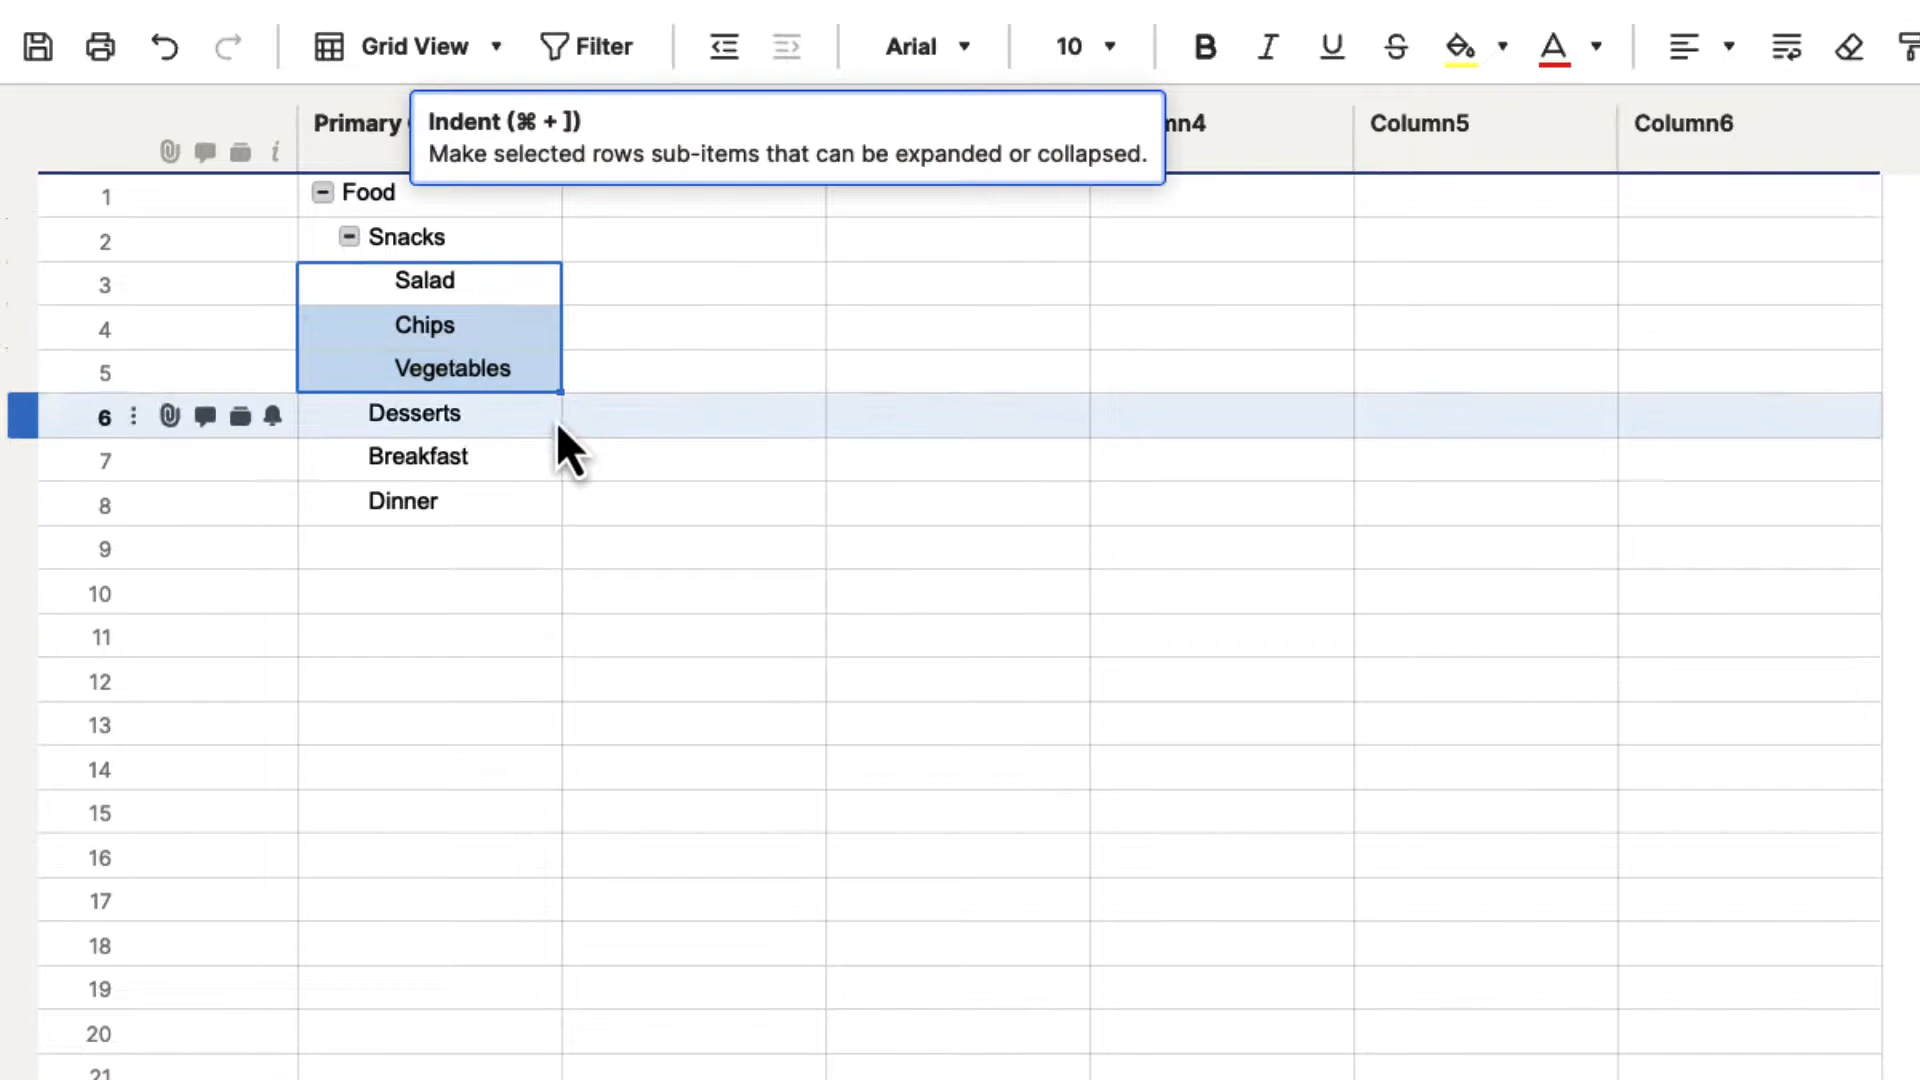 Grid View Filter Arial 10 B I U S A
Indent (⌘ + ])
Make selected rows sub-items that can be expanded or collapsed.
Primary Column5 Column6
1 Food
2 Snacks
3 Salad
4 Chips
5 Vegetables
6 Desserts
7 Breakfast
8 Dinner
9
10
11
12
13
14
15
16
17
18
19
20
21